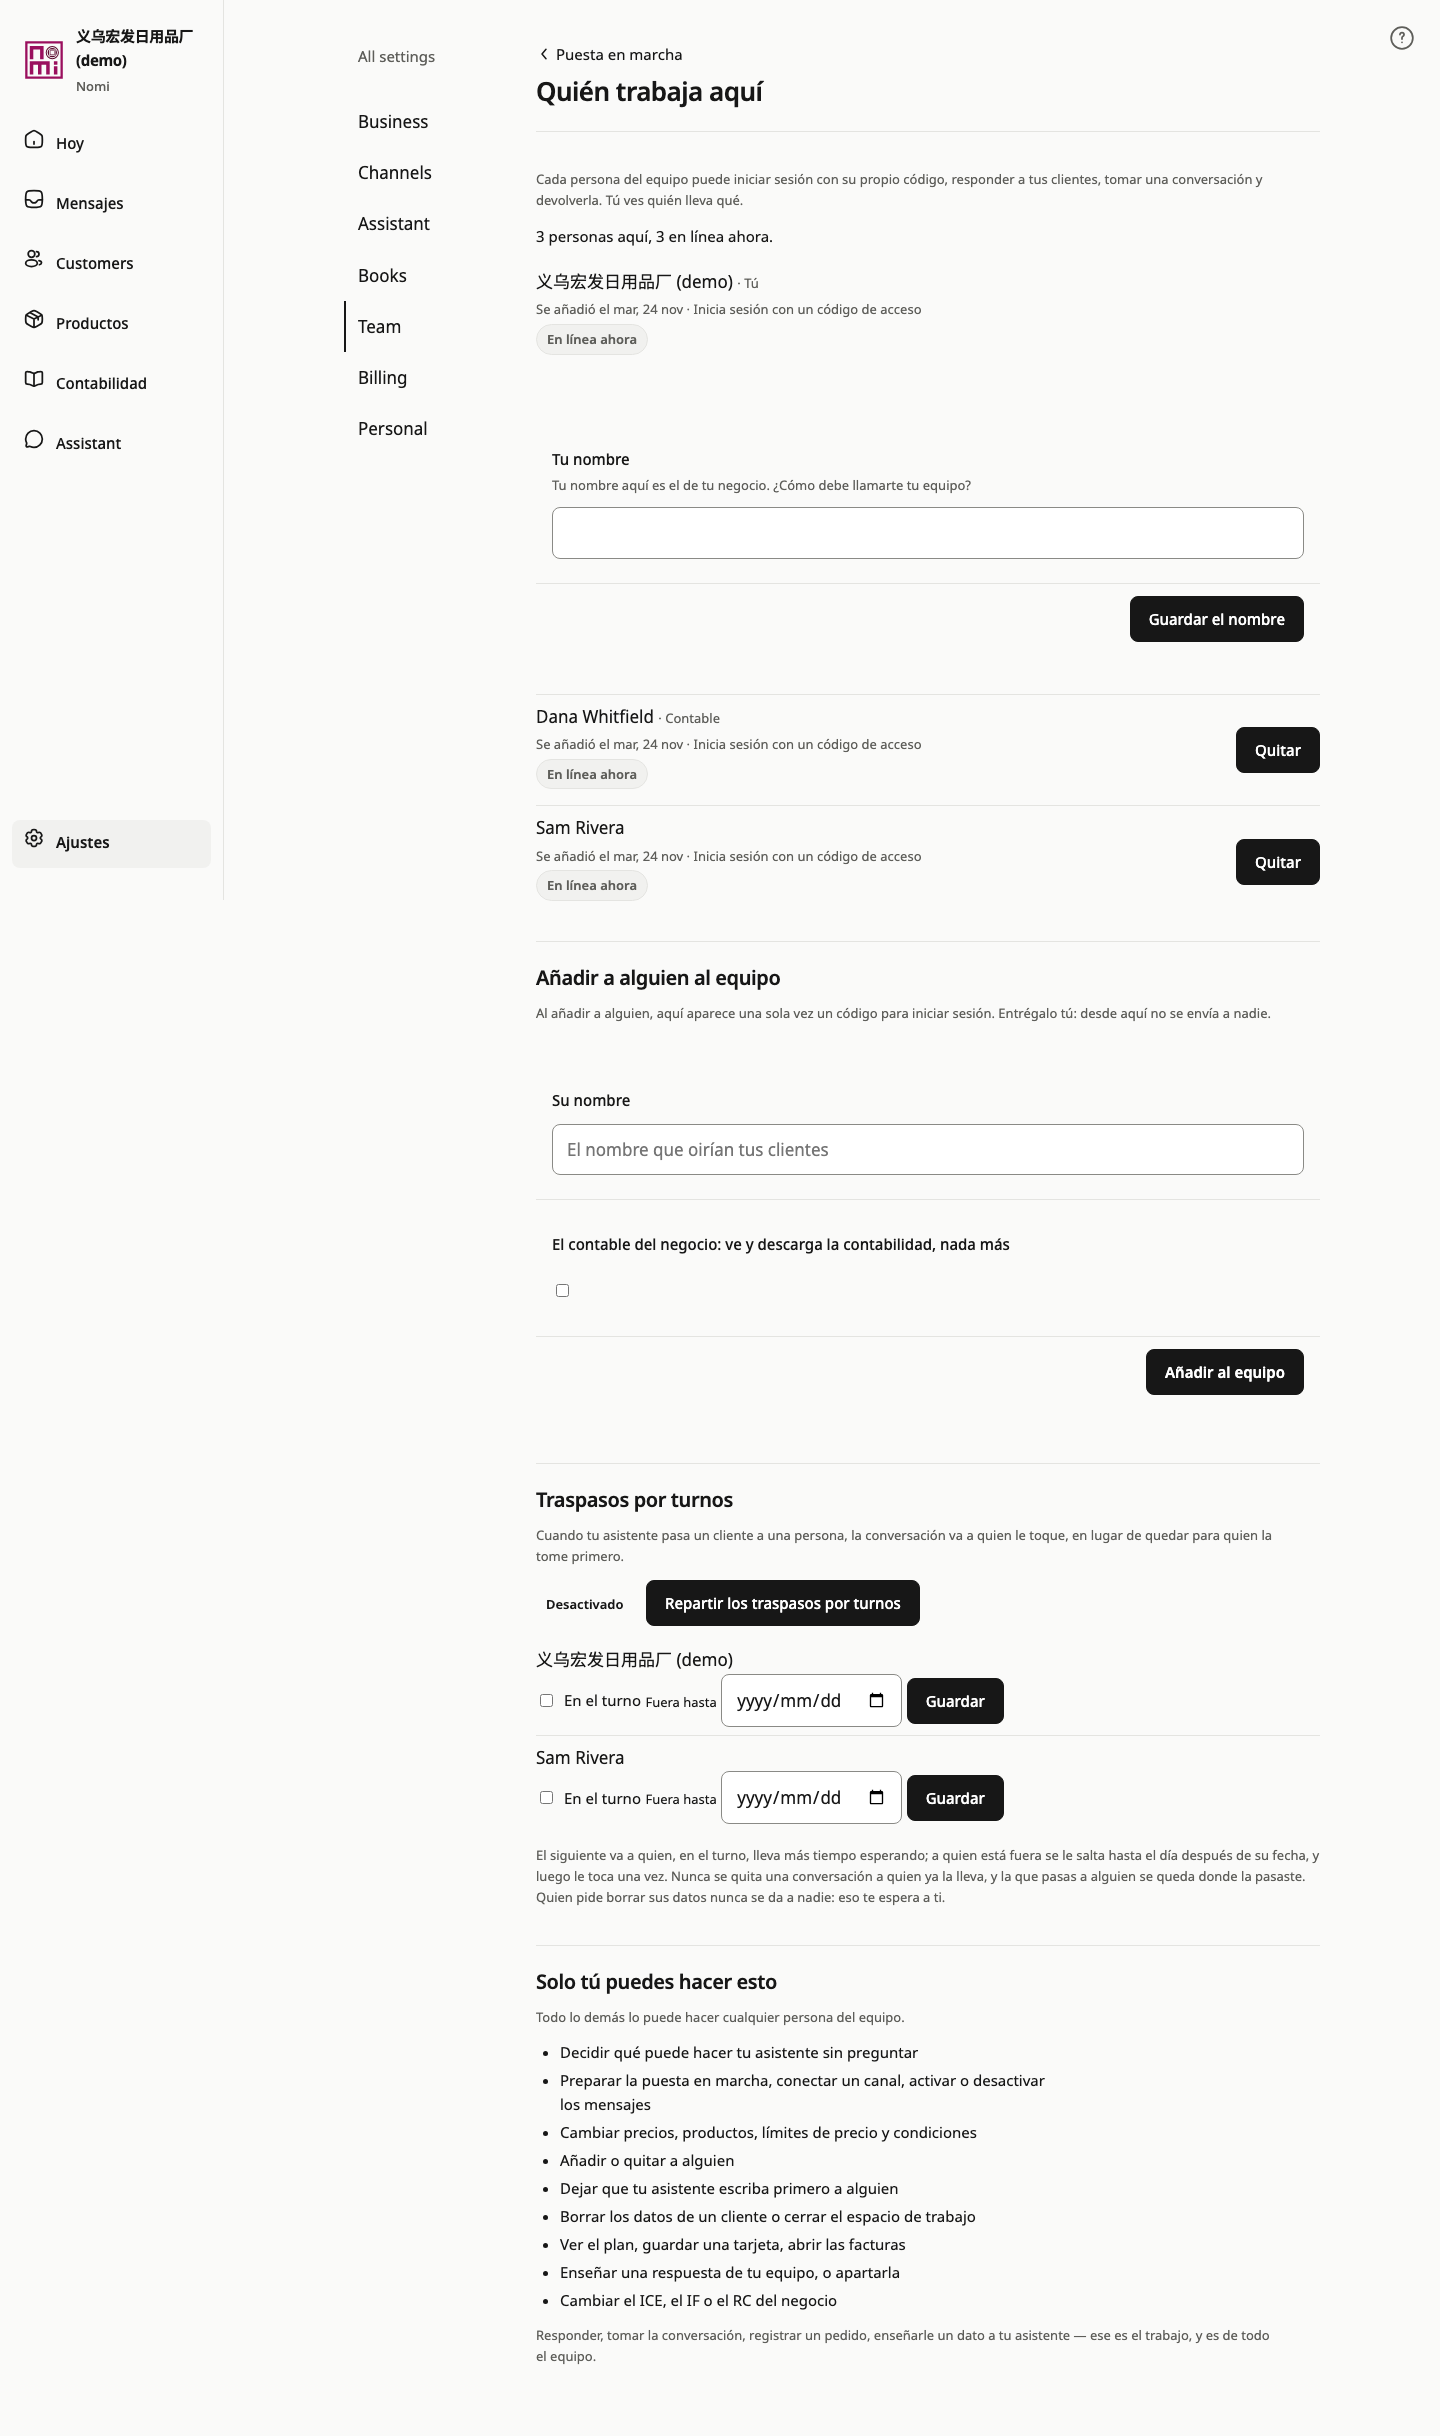 义乌宏发日用品厂
(demo)
Nomi
Hoy
Mensajes
Customers
Productos
Contabilidad
Assistant
Ajustes
All settings
Business
Channels
Assistant
Books
Team
Billing
Personal
Puesta en marcha
Quién trabaja aquí
Cada persona del equipo puede iniciar sesión con su propio código, responder a tus clientes, tomar una conversación y
devolverla. Tú ves quién lleva qué.
3 personas aquí, 3 en línea ahora.
义乌宏发日用品厂 (demo) · Tú
Se añadió el mar, 24 nov · Inicia sesión con un código de acceso
En línea ahora
Tu nombre
Tu nombre aquí es el de tu negocio. ¿Cómo debe llamarte tu equipo?
Guardar el nombre
Dana Whitfield · Contable
Se añadió el mar, 24 nov · Inicia sesión con un código de acceso
En línea ahora
Quitar
Sam Rivera
Se añadió el mar, 24 nov · Inicia sesión con un código de acceso
En línea ahora
Quitar
Añadir a alguien al equipo
Al añadir a alguien, aquí aparece una sola vez un código para iniciar sesión. Entrégalo tú: desde aquí no se envía a nadie.
Su nombre
El nombre que oirían tus clientes
El contable del negocio: ve y descarga la contabilidad, nada más
Añadir al equipo
Traspasos por turnos
Cuando tu asistente pasa un cliente a una persona, la conversación va a quien le toque, en lugar de quedar para quien la
tome primero.
Desactivado Repartir los traspasos por turnos
义乌宏发日用品厂 (demo)
En el turno Fuera hasta yyyy/mm/dd Guardar
Sam Rivera
En el turno Fuera hasta yyyy/mm/dd Guardar
El siguiente va a quien, en el turno, lleva más tiempo esperando; a quien está fuera se le salta hasta el día después de su fecha, y
luego le toca una vez. Nunca se quita una conversación a quien ya la lleva, y la que pasas a alguien se queda donde la pasaste.
Quien pide borrar sus datos nunca se da a nadie: eso te espera a ti.
Solo tú puedes hacer esto
Todo lo demás lo puede hacer cualquier persona del equipo.
• Decidir qué puede hacer tu asistente sin preguntar
• Preparar la puesta en marcha, conectar un canal, activar o desactivar
los mensajes
• Cambiar precios, productos, límites de precio y condiciones
• Añadir o quitar a alguien
• Dejar que tu asistente escriba primero a alguien
• Borrar los datos de un cliente o cerrar el espacio de trabajo
• Ver el plan, guardar una tarjeta, abrir las facturas
• Enseñar una respuesta de tu equipo, o apartarla
• Cambiar el ICE, el IF o el RC del negocio
Responder, tomar la conversación, registrar un pedido, enseñarle un dato a tu asistente — ese es el trabajo, y es de todo
el equipo.